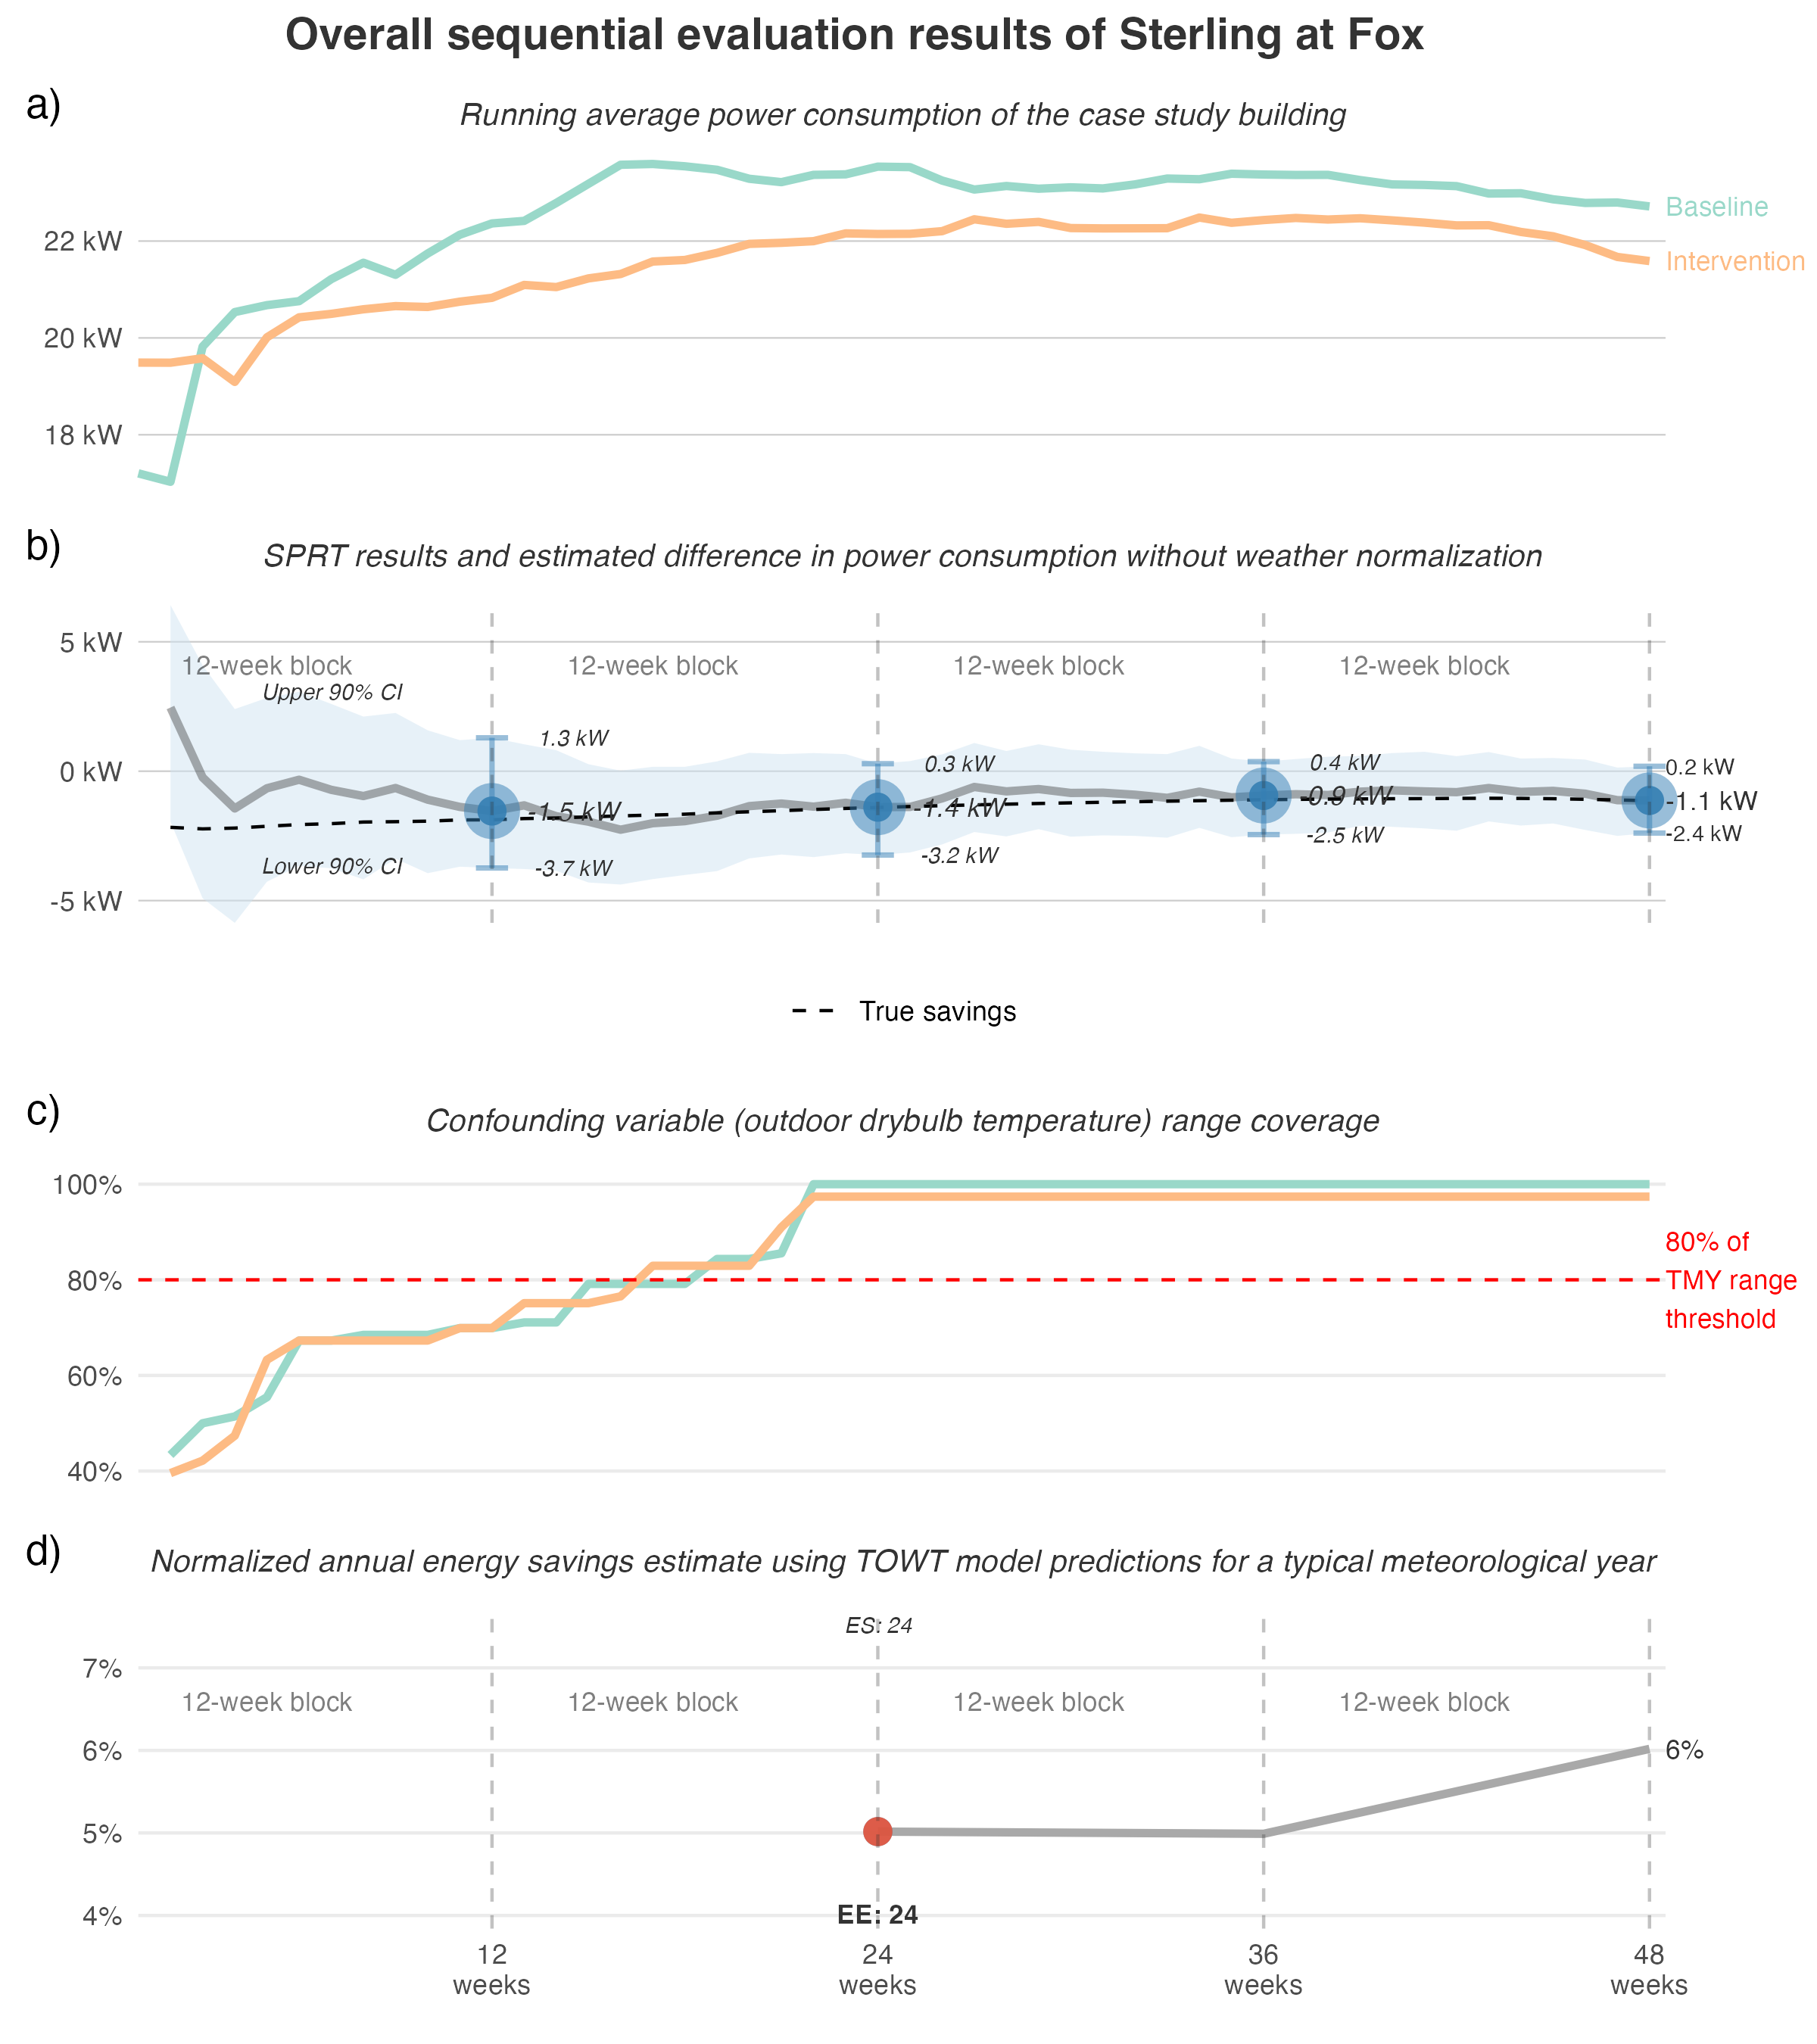 Overall sequential evaluation results of Sterling at Fox
a)
Running average power consumption of the case study building
22 kW
20 kW
18 kW
Baseline
Intervention
b)
SPRT results and estimated difference in power consumption without weather normalization
5 kW
0 kW
-5 kW
12-week block
12-week block
12-week block
12-week block
Upper 90% CI
Lower 90% CI
1.3 kW
-1.5 kW
-3.7 kW
0.3 kW
-1.4 kW
-3.2 kW
0.4 kW
-0.9 kW
-2.5 kW
0.2 kW
-1.1 kW
-2.4 kW
True savings
c)
Confounding variable (outdoor drybulb temperature) range coverage
100%
80%
60%
40%
80% of
TMY range
threshold
d)
Normalized annual energy savings estimate using TOWT model predictions for a typical meteorological year
ES: 24
7%
6%
5%
4%
12-week block
12-week block
12-week block
12-week block
6%
EE: 24
12
weeks
24
weeks
36
weeks
48
weeks